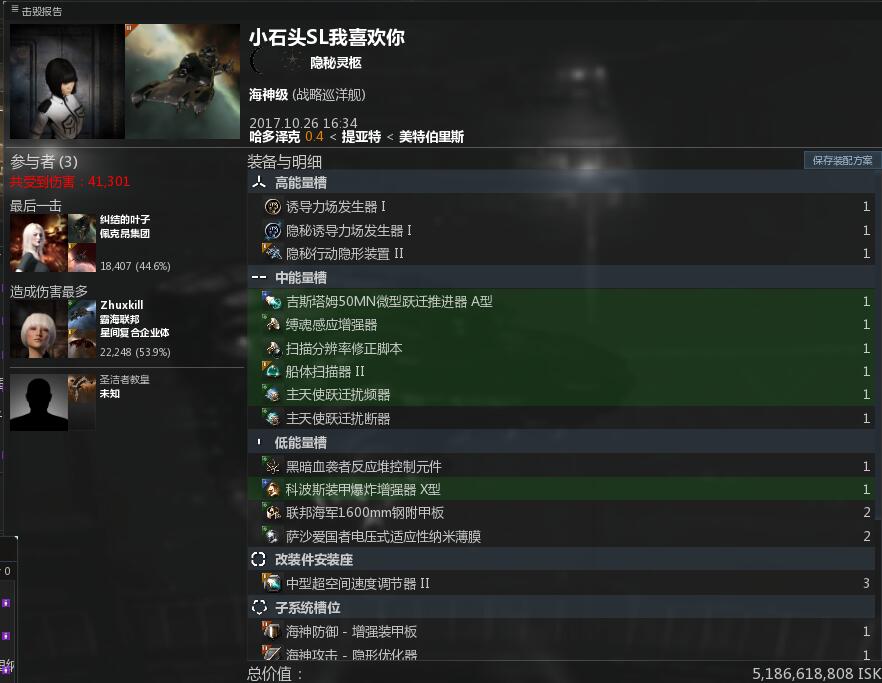 击毁报告
小石头SL我喜欢你
隐秘灵柩
海神级 (战略巡洋舰)
2017.10.26 16:34
哈多泽克 0.4 < 提亚特 < 美特伯里斯
参与者 (3)
共受到伤害：41,301
最后一击
纠结的叶子
佩克昂集团
18,407 (44.6%)
造成伤害最多
Zhuxkill
霸海联邦
星间复合企业体
22,248 (53.9%)
圣洁者教皇
未知
装备与明细
保存装配方案
高能量槽
诱导力场发生器 I 1
隐秘诱导力场发生器 I 1
隐秘行动隐形装置 II 1
中能量槽
吉斯塔姆50MN微型跃迁推进器 A型 1
缚魂感应增强器 1
扫描分辨率修正脚本 1
船体扫描器 II 1
主天使跃迁扰频器 1
主天使跃迁扰断器 1
低能量槽
黑暗血袭者反应堆控制元件 1
科波斯装甲爆炸增强器 X型 1
联邦海军1600mm钢附甲板 2
萨沙爱国者电压式适应性纳米薄膜 2
改装件安装座
中型超空间速度调节器 II 3
子系统槽位
海神防御 - 增强装甲板 1
海神攻击 - 隐形优化器 1
总价值： 5,186,618,808 ISK
0